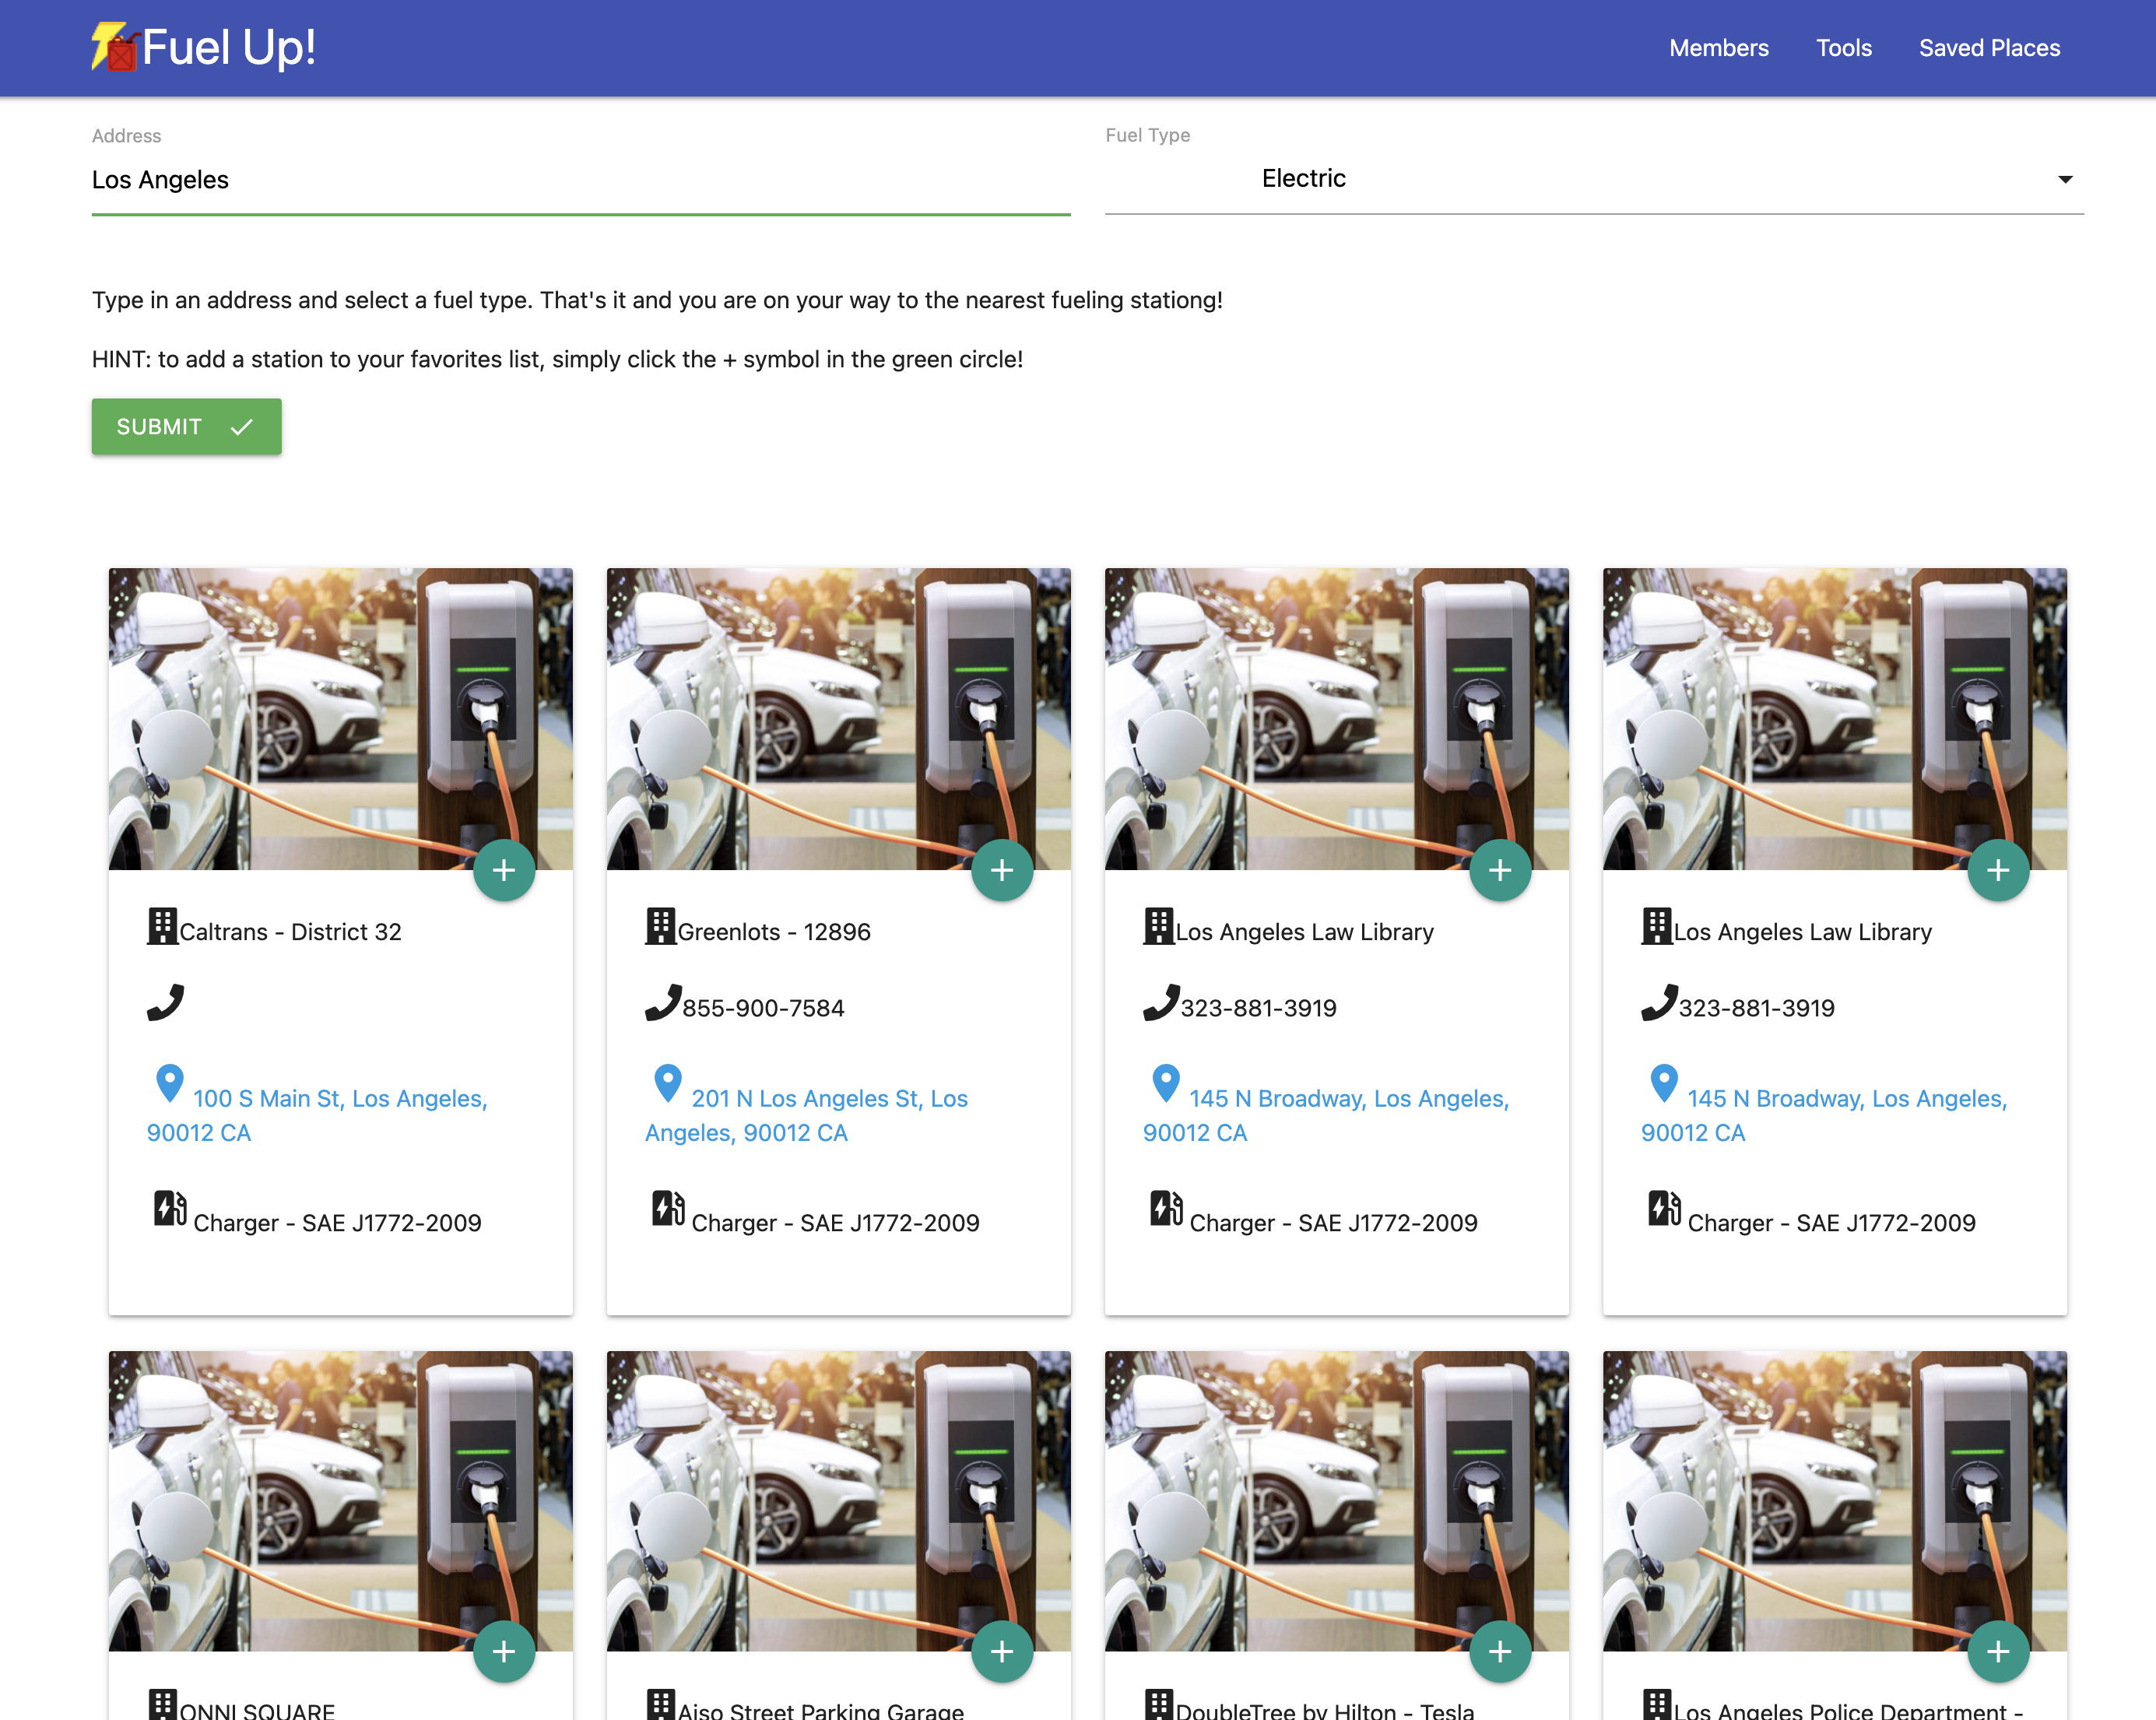 Fuel Up!
Members Tools Saved Places
Address
Los Angeles
Fuel Type
Electric
Type in an address and select a fuel type. That's it and you are on your way to the nearest fueling stationg!
HINT: to add a station to your favorites list, simply click the + symbol in the green circle!
SUBMIT
+
Caltrans - District 32
100 S Main St, Los Angeles,
90012 CA
Charger - SAE J1772-2009
+
Greenlots - 12896
855-900-7584
201 N Los Angeles St, Los
Angeles, 90012 CA
Charger - SAE J1772-2009
+
Los Angeles Law Library
323-881-3919
145 N Broadway, Los Angeles,
90012 CA
Charger - SAE J1772-2009
+
Los Angeles Law Library
323-881-3919
145 N Broadway, Los Angeles,
90012 CA
Charger - SAE J1772-2009
+
ONNI SQUARE
+
Aiso Street Parking Garage
+
DoubleTree by Hilton - Tesla
+
Los Angeles Police Department -